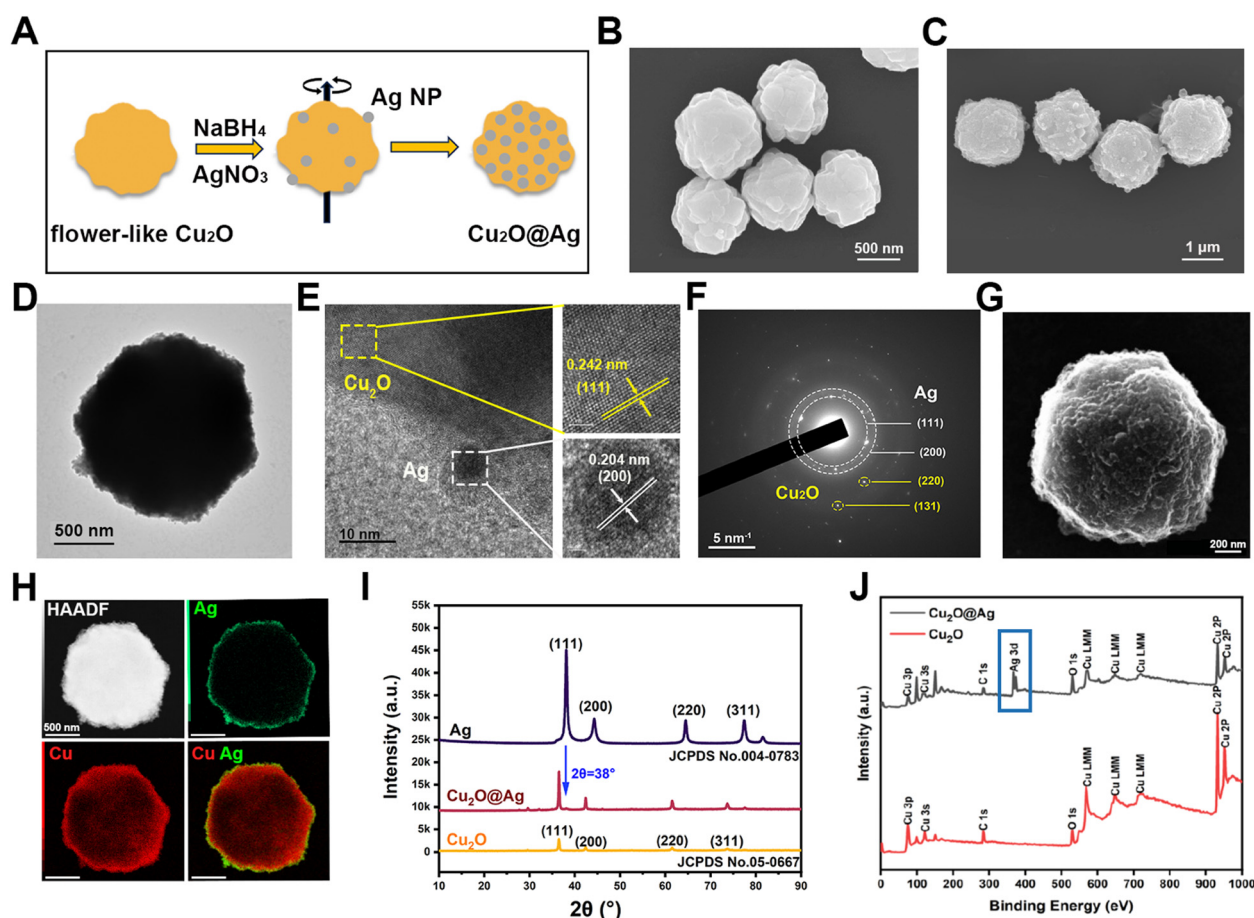 A
NaBH₄
AgNO₃
Ag NP
flower-like Cu₂O
Cu₂O@Ag
B
500 nm
C
1 μm
D
500 nm
E
Cu₂O
Ag
10 nm
0.242 nm
(111)
0.204 nm
(200)
F
Ag
(111)
(200)
Cu₂O
(220)
(131)
5 nm⁻¹
G
200 nm
H
HAADF
500 nm
Ag
Cu
Cu Ag
I
Intensity (a.u.)
55k
50k
45k
40k
35k
30k
25k
20k
15k
10k
5k
0
(111)
(200)
(220)
(311)
Ag
JCPDS No.004-0783
2θ=38°
Cu₂O@Ag
Cu₂O
(111)
(200)
(220)
(311)
JCPDS No.05-0667
10 20 30 40 50 60 70 80 90
2θ (°)
J
Intensity (a.u.)
Cu₂O@Ag
Cu₂O
Cu 3p
Cu 3s
C 1s
Ag 3d
O 1s
Cu LMM
Cu LMM
Cu LMM
Cu 2P
Cu 2P
Cu 3p
Cu 3s
C 1s
O 1s
Cu LMM
Cu LMM
Cu LMM
Cu 2P
Cu 2P
0 100 200 300 400 500 600 700 800 900 1000
Binding Energy (eV)